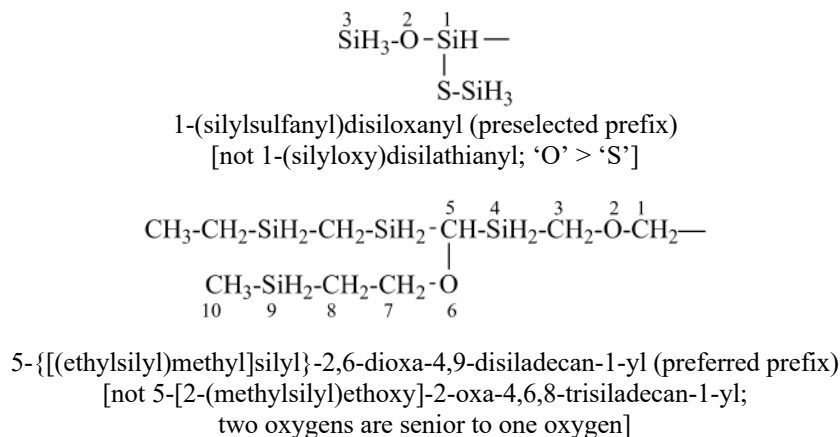 3 2 1
SiH3-O-SiH—
S-SiH3
1-(silylsulfanyl)disiloxanyl (preselected prefix)
[not 1-(silyloxy)disilathianyl; ‘O’ > ‘S’]
5 4 3 2 1
CH3-CH2-SiH2-CH2-SiH2-CH-SiH2-CH2-O-CH2—
CH3-SiH2-CH2-CH2-O
10 9 8 7 6
5-{[(ethylsilyl)methyl]silyl}-2,6-dioxa-4,9-disiladecan-1-yl (preferred prefix)
[not 5-[2-(methylsilyl)ethoxy]-2-oxa-4,6,8-trisiladecan-1-yl;
two oxygens are senior to one oxygen]